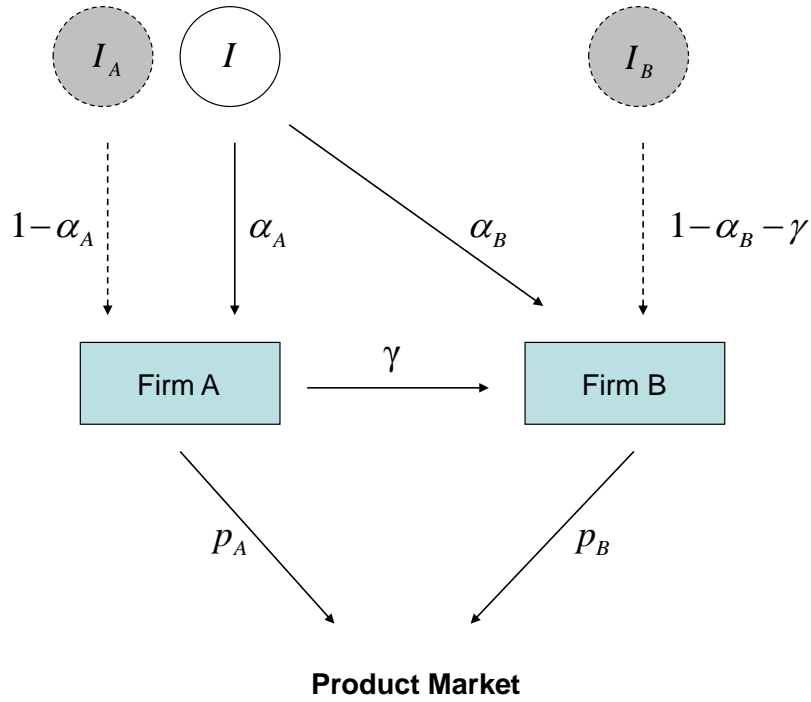 I_A
I
I_B
1−α_A
α_A
α_B
1−α_B−γ
Firm A
γ
Firm B
p_A
p_B
Product Market